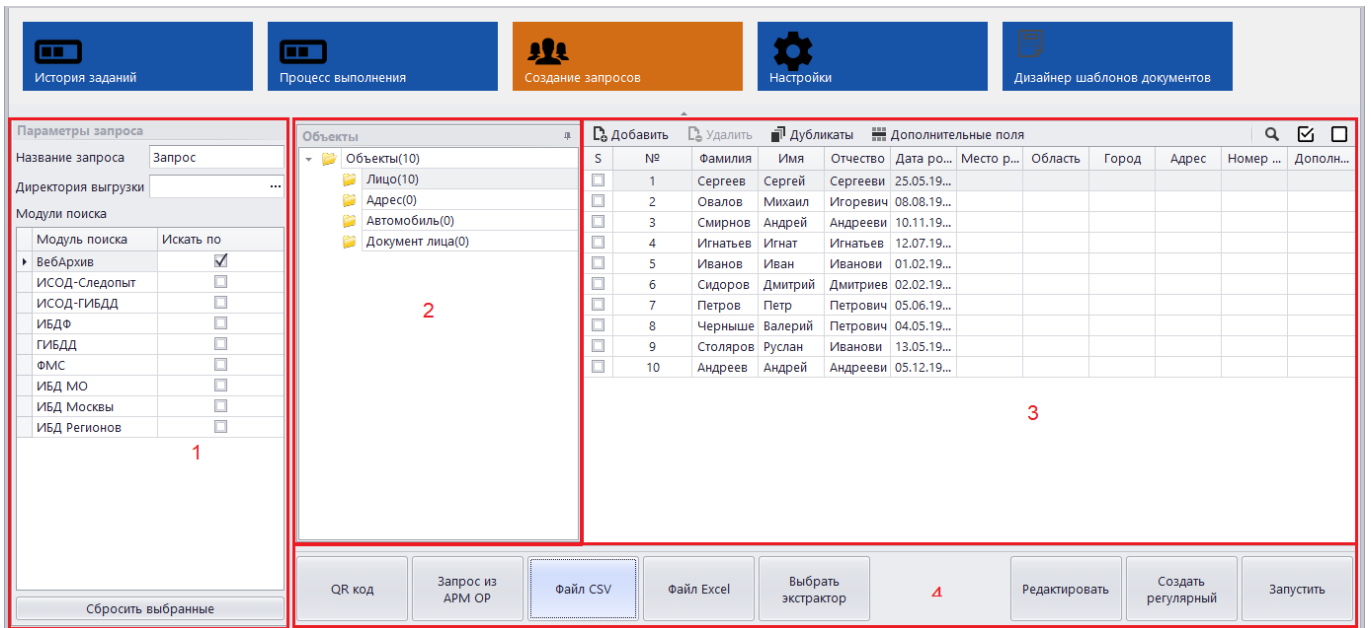 История заданий
Процесс выполнения
Создание запросов
Настройки
Дизайнер шаблонов документов
Параметры запроса
Название запроса Запрос
Директория выгрузки ...
Модули поиска
Модуль поиска Искать по
ВебАрхив
ИСОД-Следопыт
ИСОД-ГИБДД
ИБДФ
ГИБДД
ФМС
ИБД МО
ИБД Москвы
ИБД Регионов
1
Сбросить выбранные
Объекты
Объекты(10)
Лицо(10)
Адрес(0)
Автомобиль(0)
Документ лица(0)
2
Добавить Удалить Дубликаты Дополнительные поля
S № Фамилия Имя Отчество Дата ро... Место р... Область Город Адрес Номер ... Дополн...
1 Сергеев Сергей Сергееви 25.05.19...
2 Овалов Михаил Игоревич 08.08.19...
3 Смирнов Андрей Андрееви 10.11.19...
4 Игнатьев Игнат Игнатьев 12.07.19...
5 Иванов Иван Иванови 01.02.19...
6 Сидоров Дмитрий Дмитриев 02.02.19...
7 Петров Петр Петрович 05.06.19...
8 Черныше Валерий Петрович 04.05.19...
9 Столяров Руслан Иванови 13.05.19...
10 Андреев Андрей Андрееви 05.12.19...
3
QR код
Запрос из
АРМ ОР
Файл CSV
Файл Excel
Выбрать
экстрактор
4
Редактировать
Создать
регулярный
Запустить